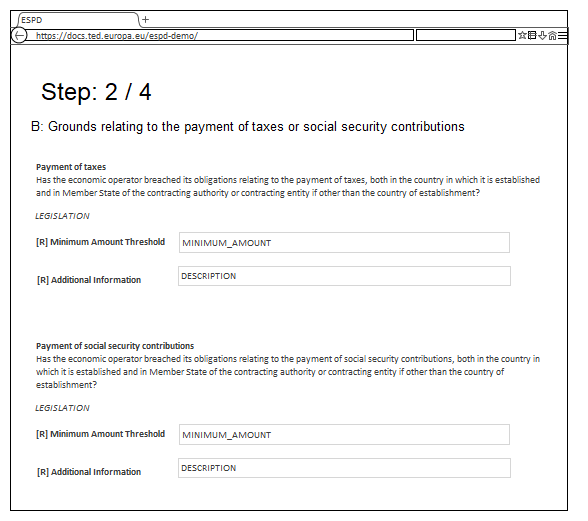 ESPD
+
https://docs.ted.europa.eu/espd-demo/
Step: 2 / 4
B: Grounds relating to the payment of taxes or social security contributions
Payment of taxes
Has the economic operator breached its obligations relating to the payment of taxes, both in the country in which it is established
and in Member State of the contracting authority or contracting entity if other than the country of establishment?
LEGISLATION
[R] Minimum Amount Threshold MINIMUM_AMOUNT
[R] Additional Information DESCRIPTION
Payment of social security contributions
Has the economic operator breached its obligations relating to the payment of social security contributions, both in the country in
which it is established and in Member State of the contracting authority or contracting entity if other than the country of
establishment?
LEGISLATION
[R] Minimum Amount Threshold MINIMUM_AMOUNT
[R] Additional Information DESCRIPTION